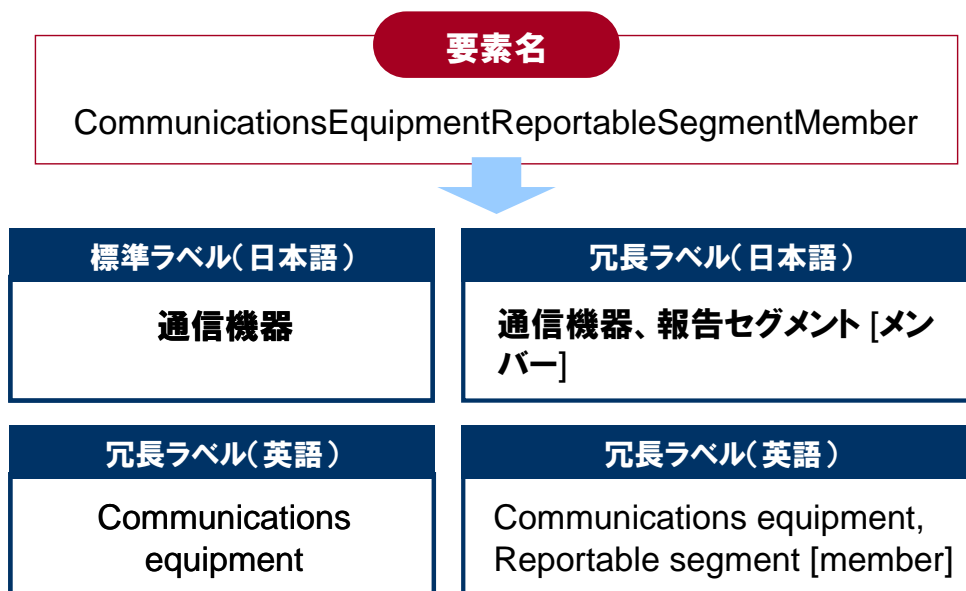 要素名
CommunicationsEquipmentReportableSegmentMember
標準ラベル(日本語)
通信機器
冗長ラベル(日本語)
通信機器、報告セグメント [メン
バー]
冗長ラベル(英語)
Communications
equipment
冗長ラベル(英語)
Communications equipment,
Reportable segment [member]